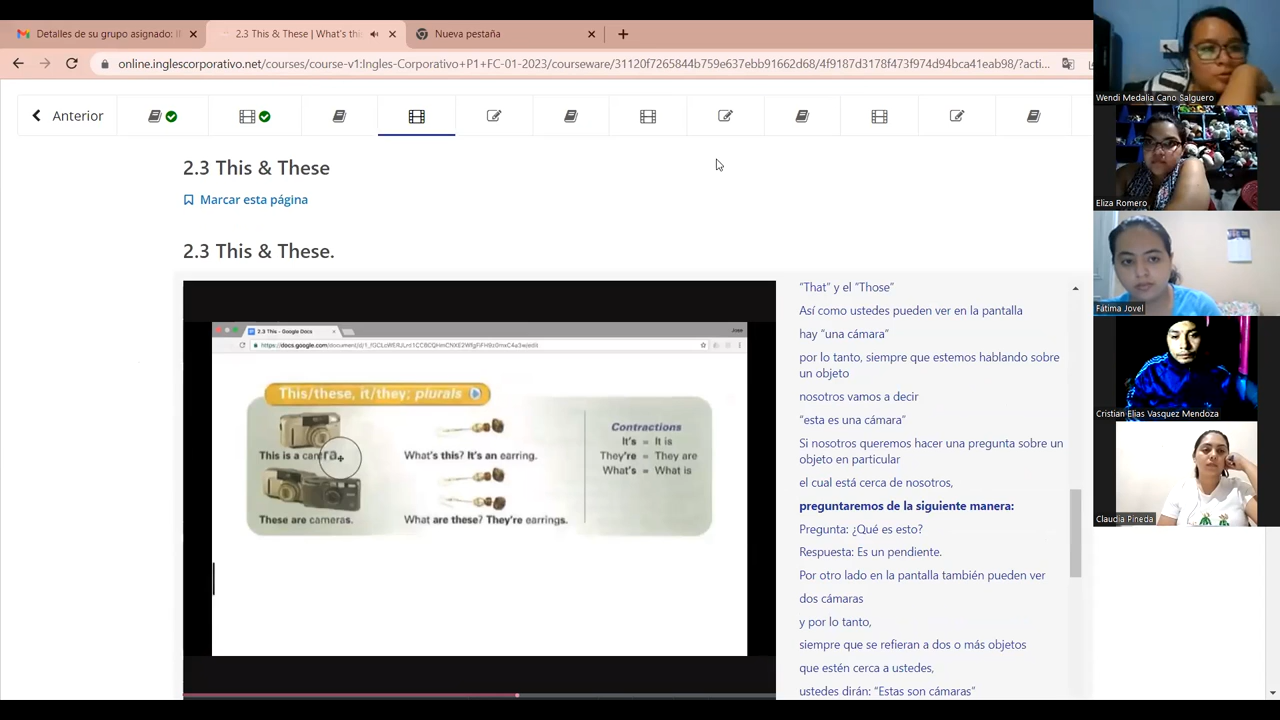 Detalles de su grupo asignado: I
2.3 This & These | What's thi
Nueva pestaña
online.inglescorporativo.net/courses/course-v1:Ingles-Corporativo+P1+FC-01-2023/courseware/31120f7265844b759e637ebb91662d68/4f9187d3178f473f974d94bca41eab98/?acti...
Anterior
2.3 This & These
Marcar esta página
2.3 This & These.
2.3 This - Google Docs
Jose
This/these, it/they; plurals
This is a camera.
These are cameras.
What's this? It's an earring.
What are these? They're earrings.
Contractions
It's = It is
They're = They are
What's = What is
"That" y el "Those"
Así como ustedes pueden ver en la pantalla
hay "una cámara"
por lo tanto, siempre que estemos hablando sobre
un objeto
nosotros vamos a decir
"esta es una cámara"
Si nosotros queremos hacer una pregunta sobre un
objeto en particular
el cual está cerca de nosotros,
preguntaremos de la siguiente manera:
Pregunta: ¿Qué es esto?
Respuesta: Es un pendiente.
Por otro lado en la pantalla también pueden ver
dos cámaras
y por lo tanto,
siempre que se refieran a dos o más objetos
que estén cerca a ustedes,
ustedes dirán: "Estas son cámaras"
Wendi Medalia Cano Salguero
Eliza Romero
Fátima Jovel
Cristian Elias Vasquez Mendoza
Claudia Pineda